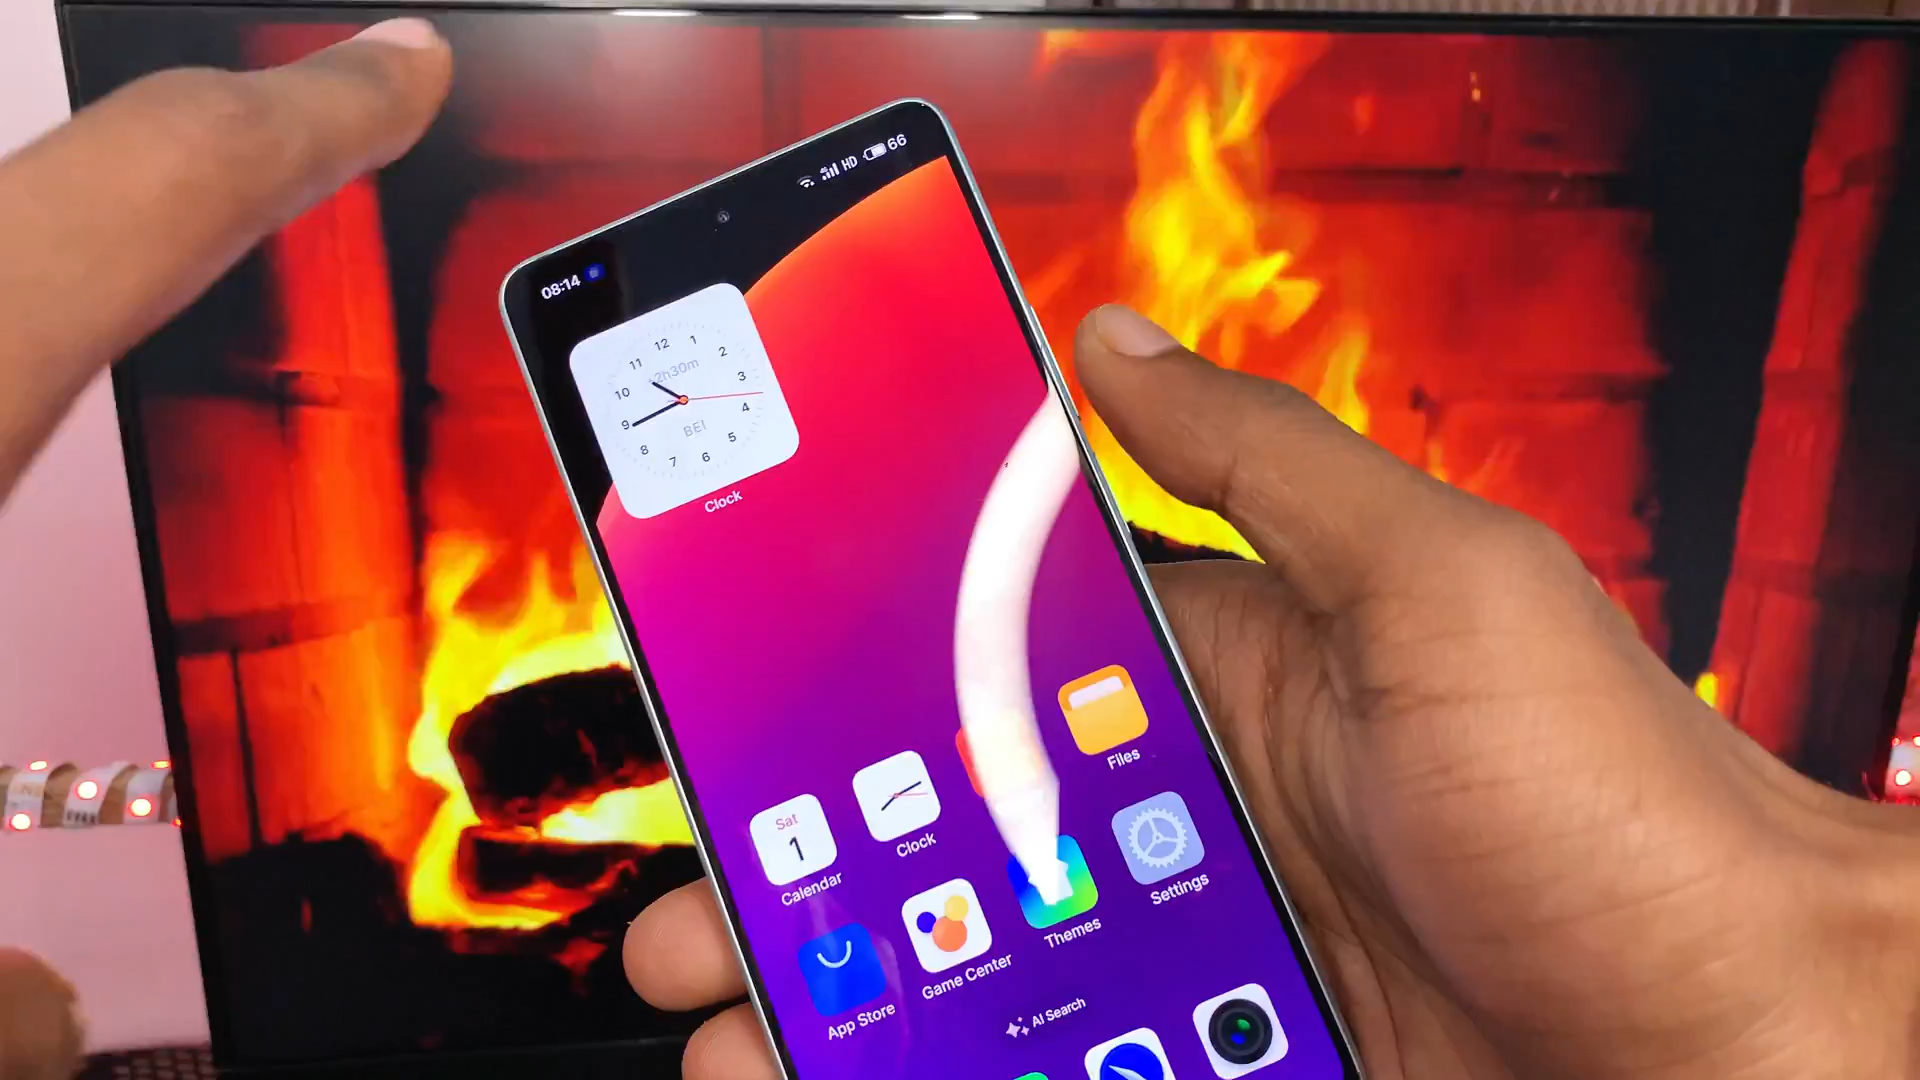 08:14
HD 66
12
1
2
3
4
5
6
7
8
9
10
11
+2h30m
BEI
Clock
Files
Sat
1
Calendar
Clock
Themes
Settings
App Store
Game Center
AI Search